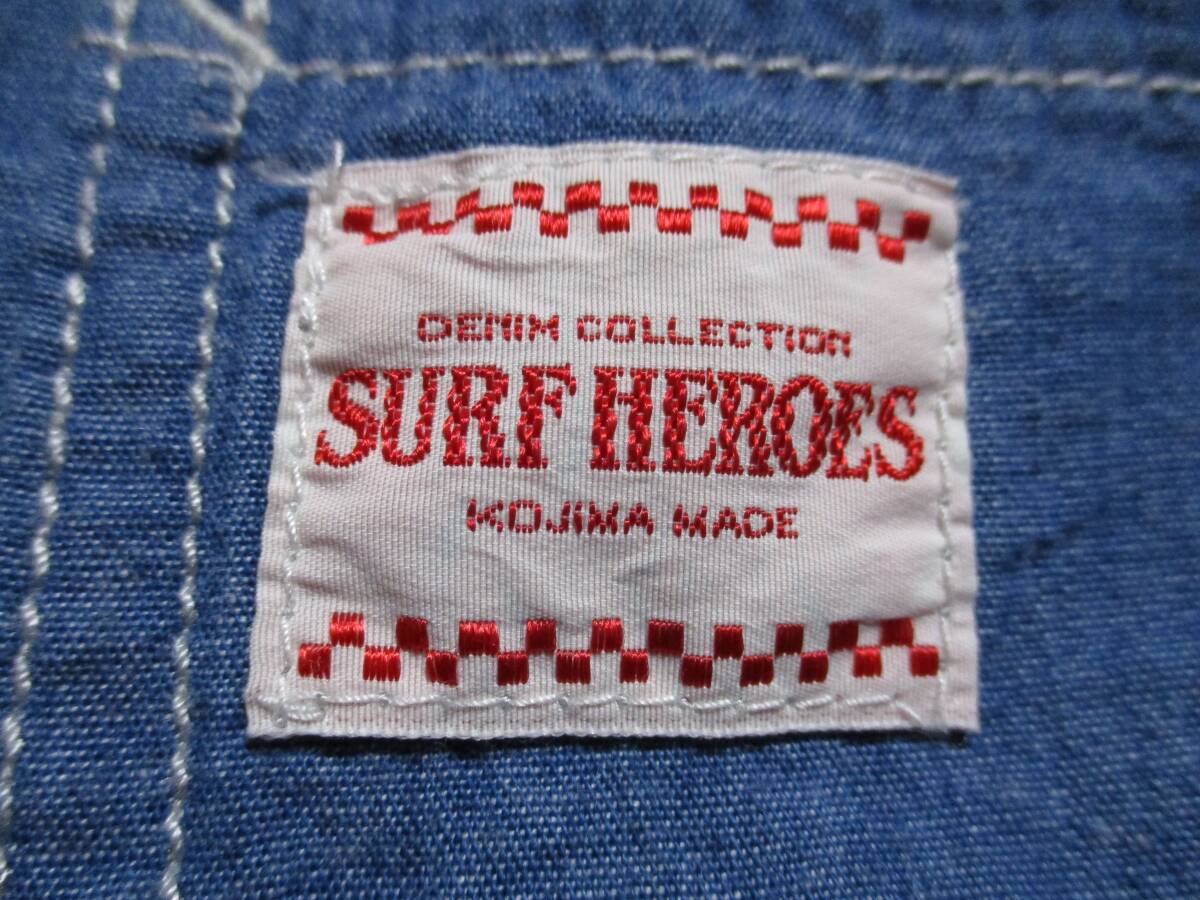 DENIM COLLECTION
SURF HEROES
KOJIMA MADE